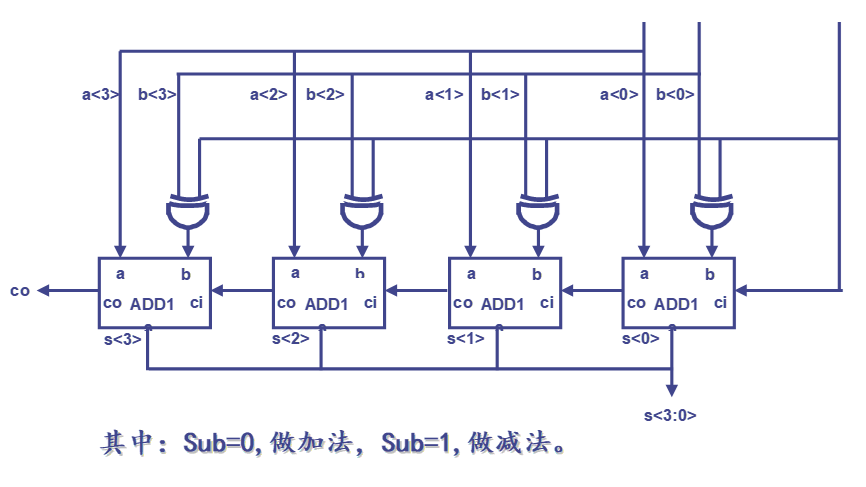 a<3> b<3> a<2> b<2> a<1> b<1> a<0> b<0>
a b a b a b a b
co co ADD1 ci co ADD1 ci co ADD1 ci co ADD1 ci
s<3> s<2> s<1> s<0>
s<3:0>
其中：Sub=0,做加法，Sub=1,做减法。